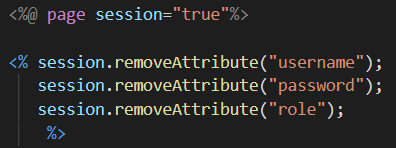 <%@ page session="true"%>
<% session.removeAttribute("username");
session.removeAttribute("password");
session.removeAttribute("role");
%>